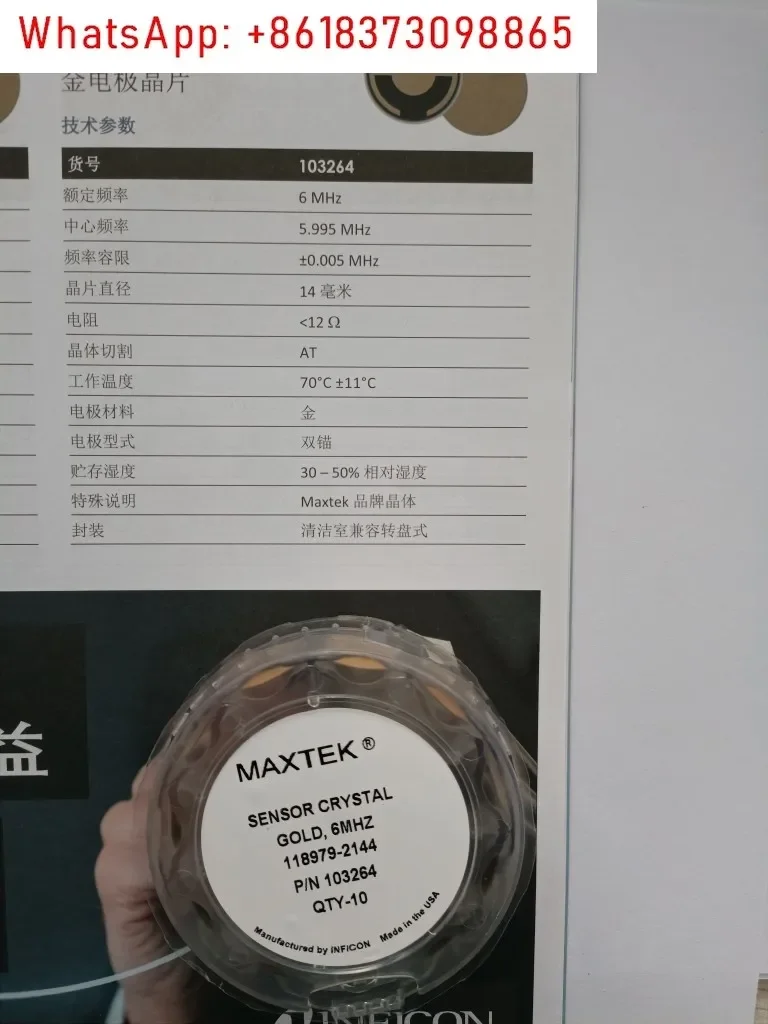 WhatsApp: +8618373098865
金电极晶片
技术参数
货号 103264
额定频率 6 MHz
中心频率 5.995 MHz
频率容限 ±0.005 MHz
晶片直径 14 毫米
电阻 <12 Ω
晶体切割 AT
工作温度 70°C ±11°C
电极材料 金
电极型式 双锚
贮存湿度 30 – 50% 相对湿度
特殊说明 Maxtek 品牌晶体
封装 清洁室兼容转盘式
益
MAXTEK ®
SENSOR CRYSTAL
GOLD, 6MHZ
118979-2144
P/N 103264
QTY-10
Manufactured by INFICON Made in the USA
INFICON